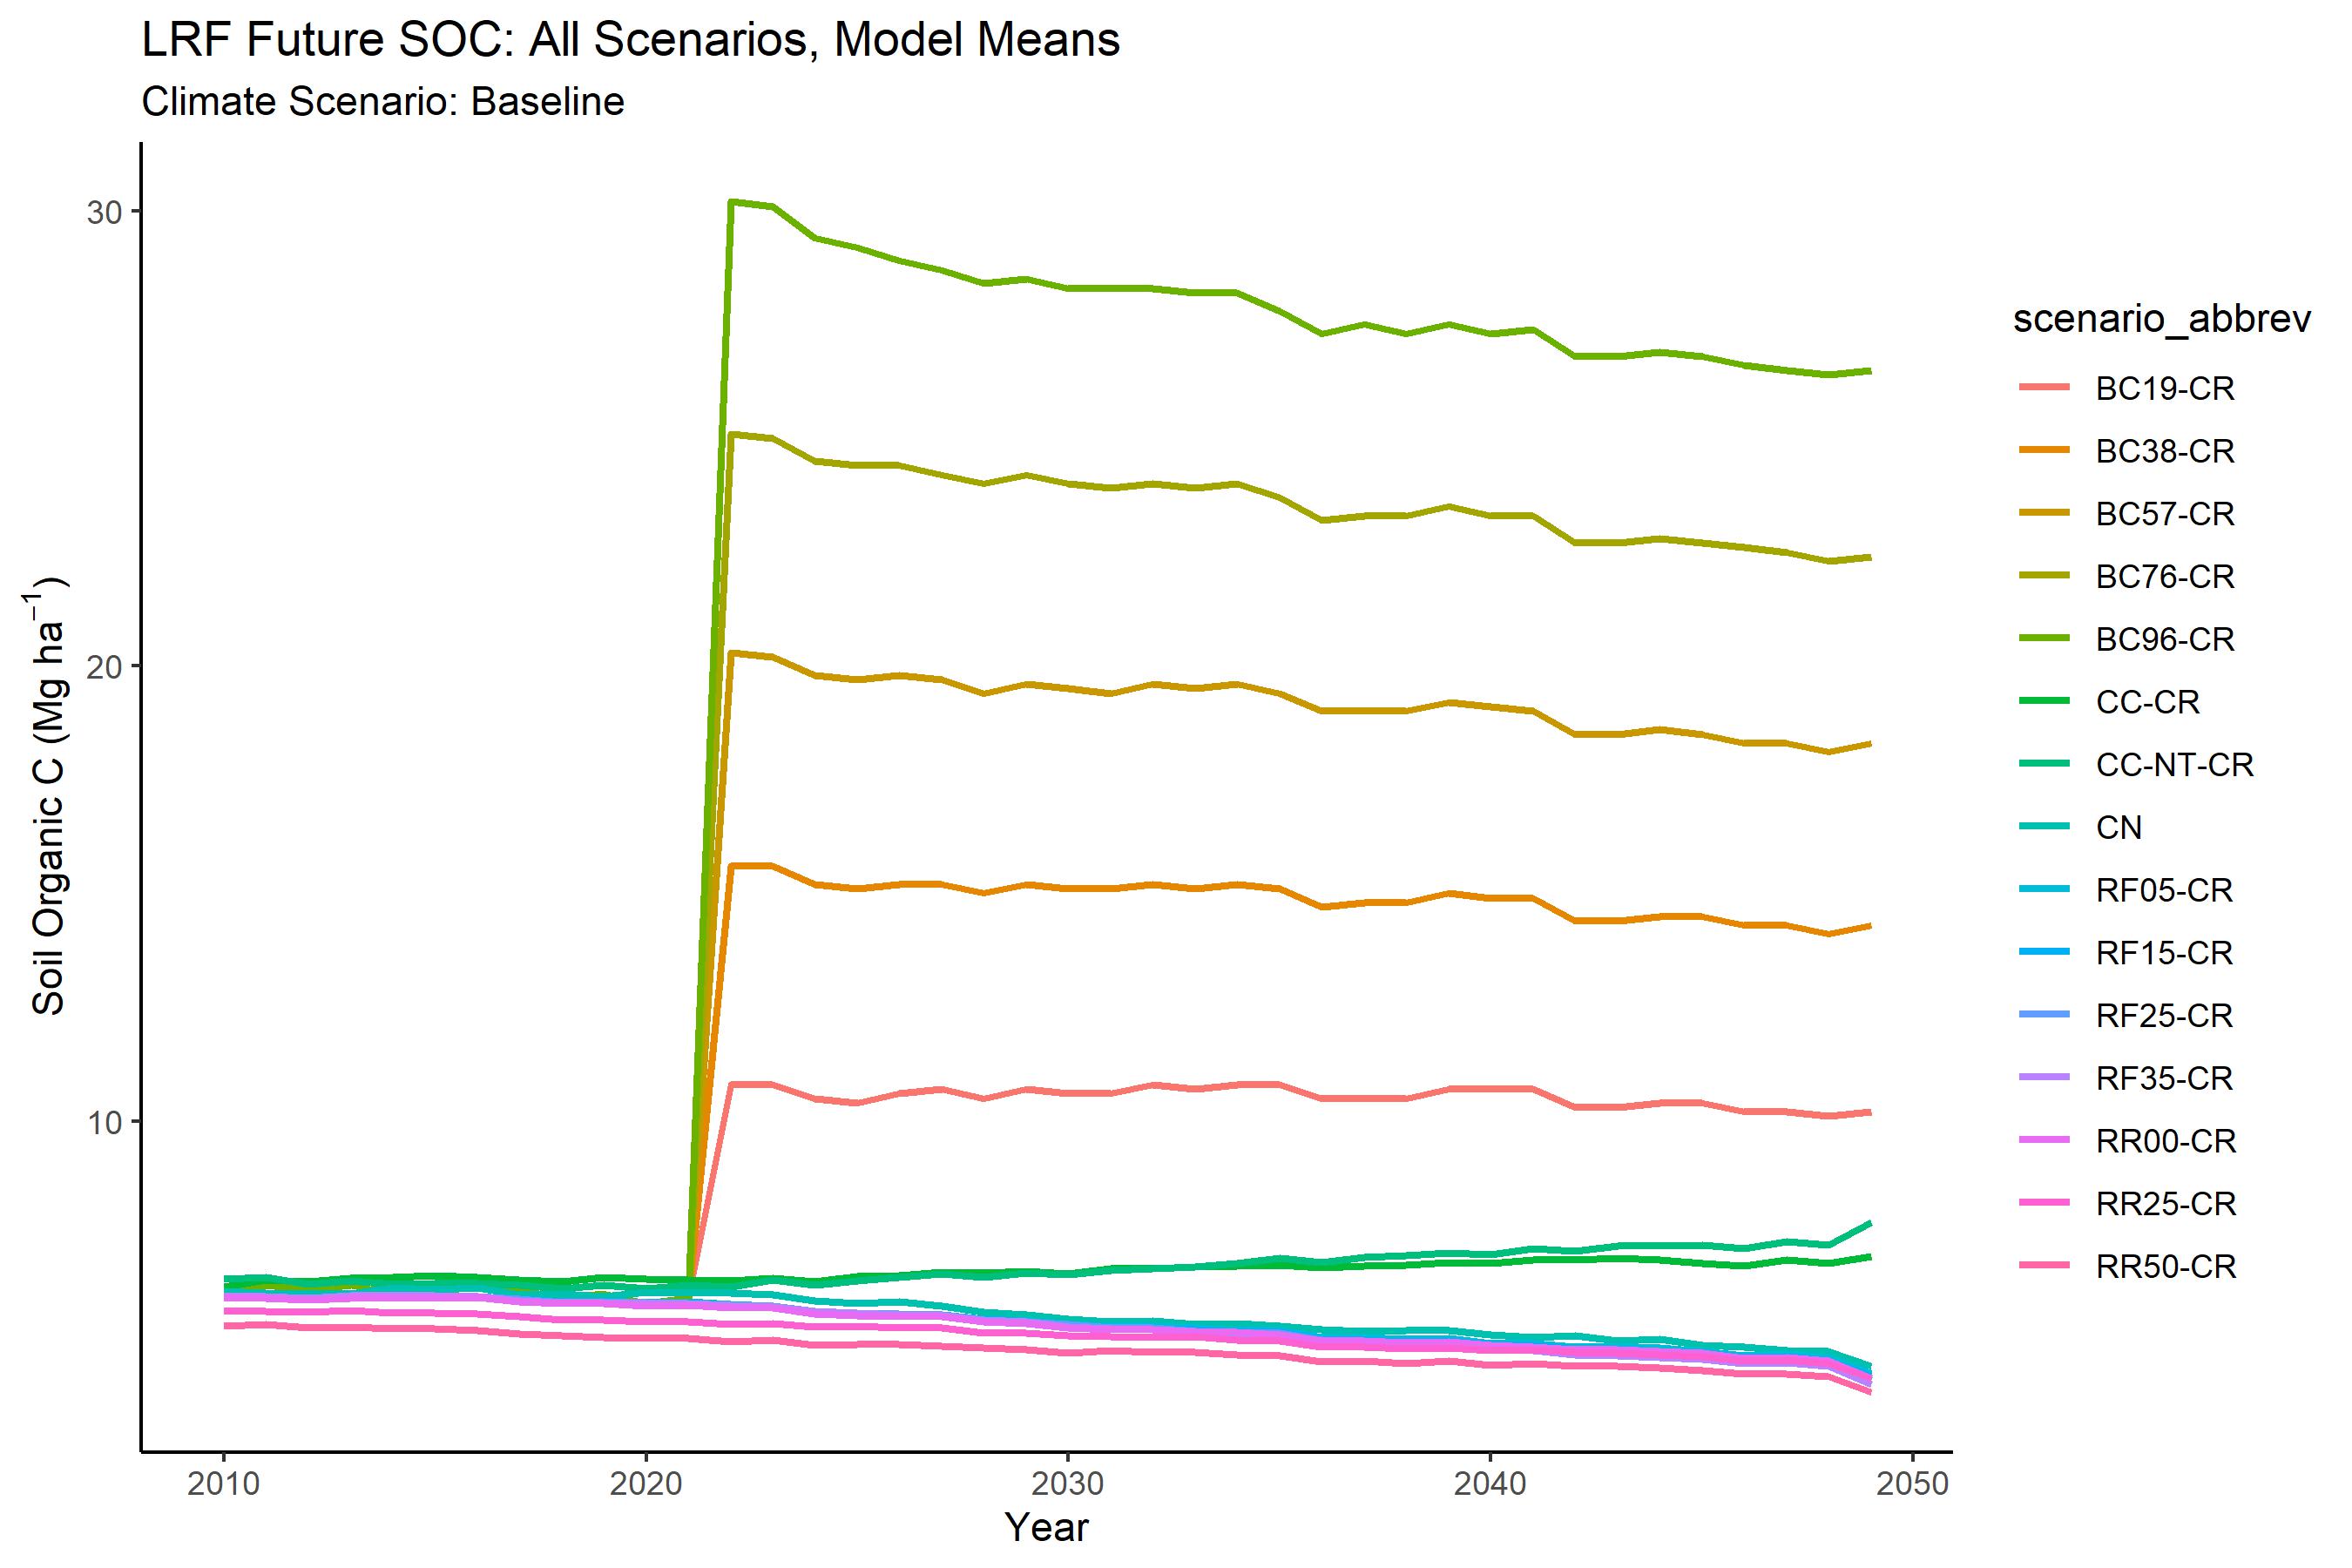 LRF Future SOC: All Scenarios, Model Means
Climate Scenario: Baseline
Soil Organic C (Mg ha⁻¹)
30
20
10
2010
2020
2030
2040
2050
Year
scenario_abbrev
BC19-CR
BC38-CR
BC57-CR
BC76-CR
BC96-CR
CC-CR
CC-NT-CR
CN
RF05-CR
RF15-CR
RF25-CR
RF35-CR
RR00-CR
RR25-CR
RR50-CR